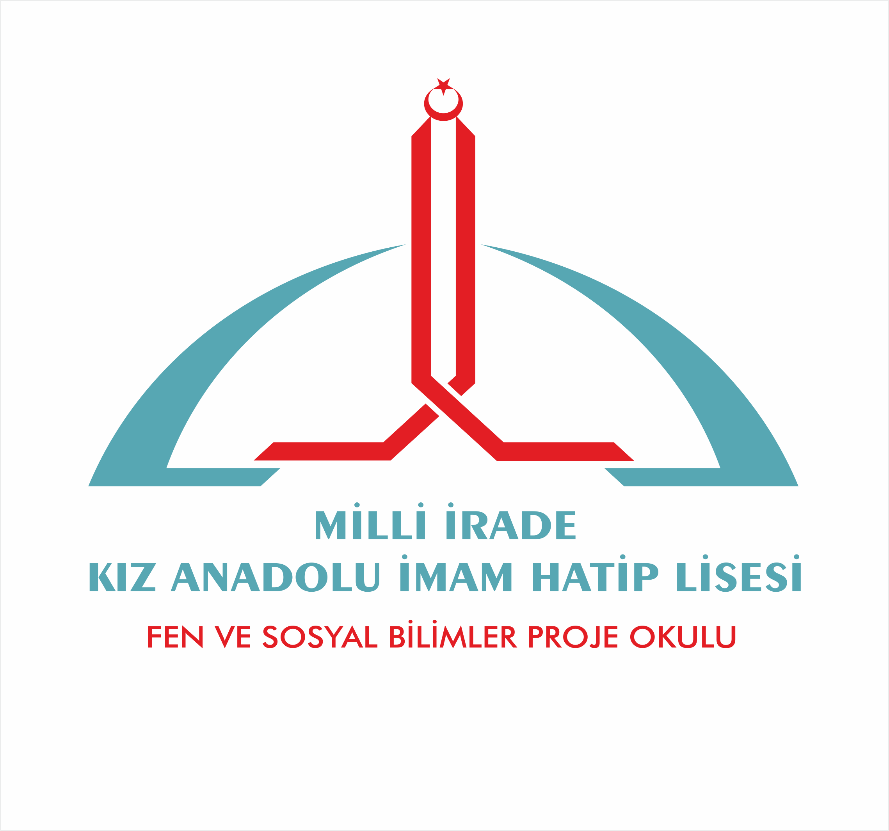 MİLLİ İRADE
KIZ ANADOLU İMAM HATİP LİSESİ
FEN VE SOSYAL BİLİMLER PROJE OKULU